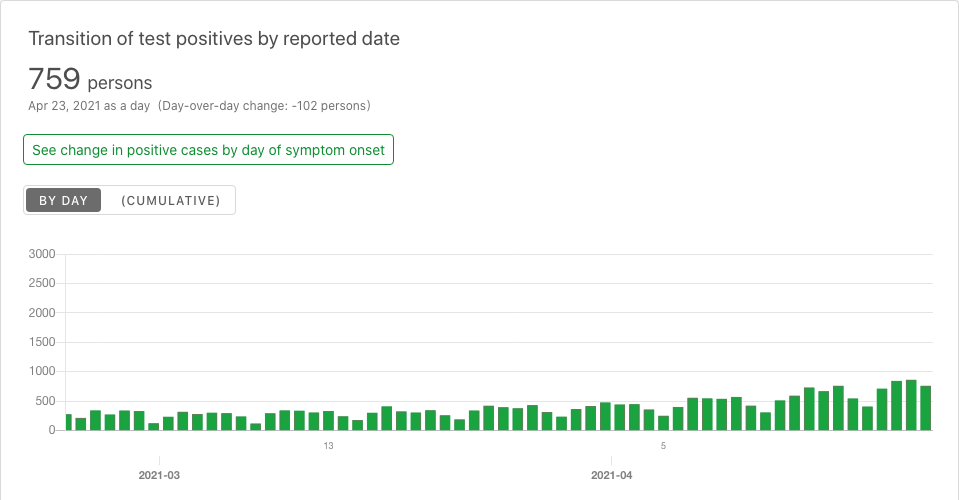 Transition of test positives by reported date
759 persons
Apr 23, 2021 as a day (Day-over-day change: -102 persons)
See change in positive cases by day of symptom onset
BY DAY (CUMULATIVE)
3000
2500
2000
1500
1000
500
0
13 5
2021-03 2021-04